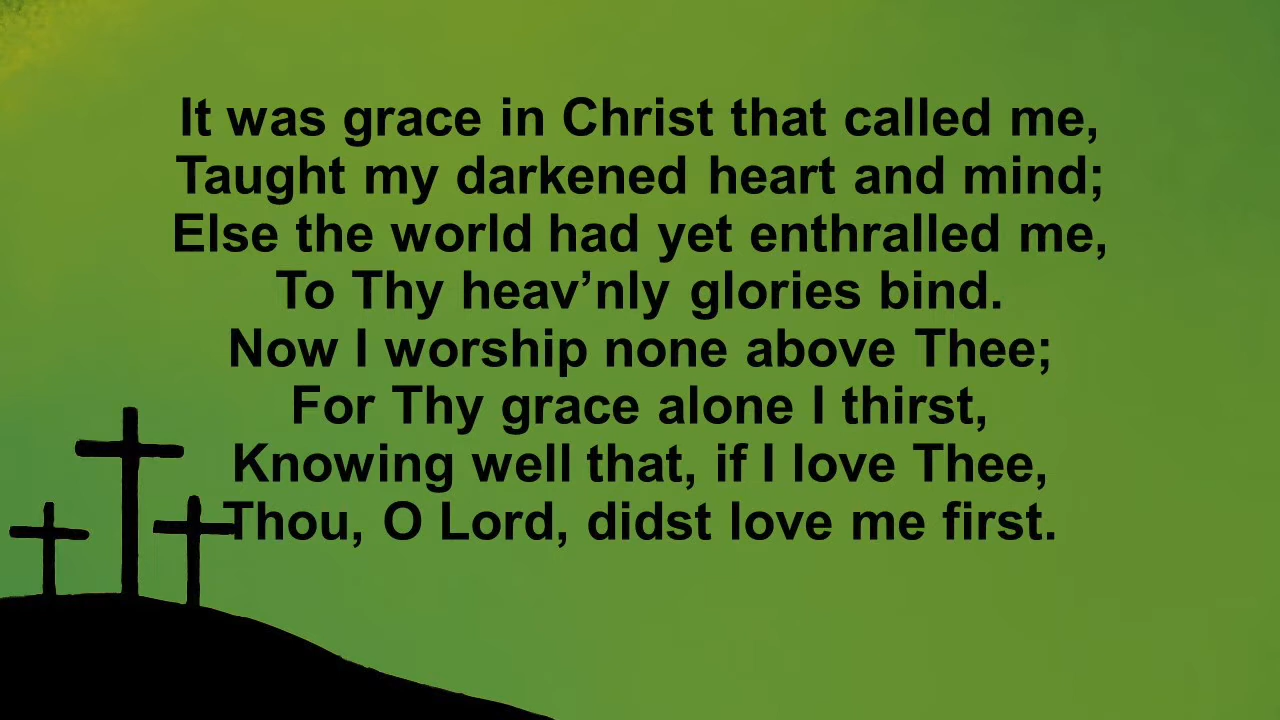 It was grace in Christ that called me,
Taught my darkened heart and mind;
Else the world had yet enthralled me,
To Thy heav’nly glories bind.
Now I worship none above Thee;
For Thy grace alone I thirst,
Knowing well that, if I love Thee,
Thou, O Lord, didst love me first.